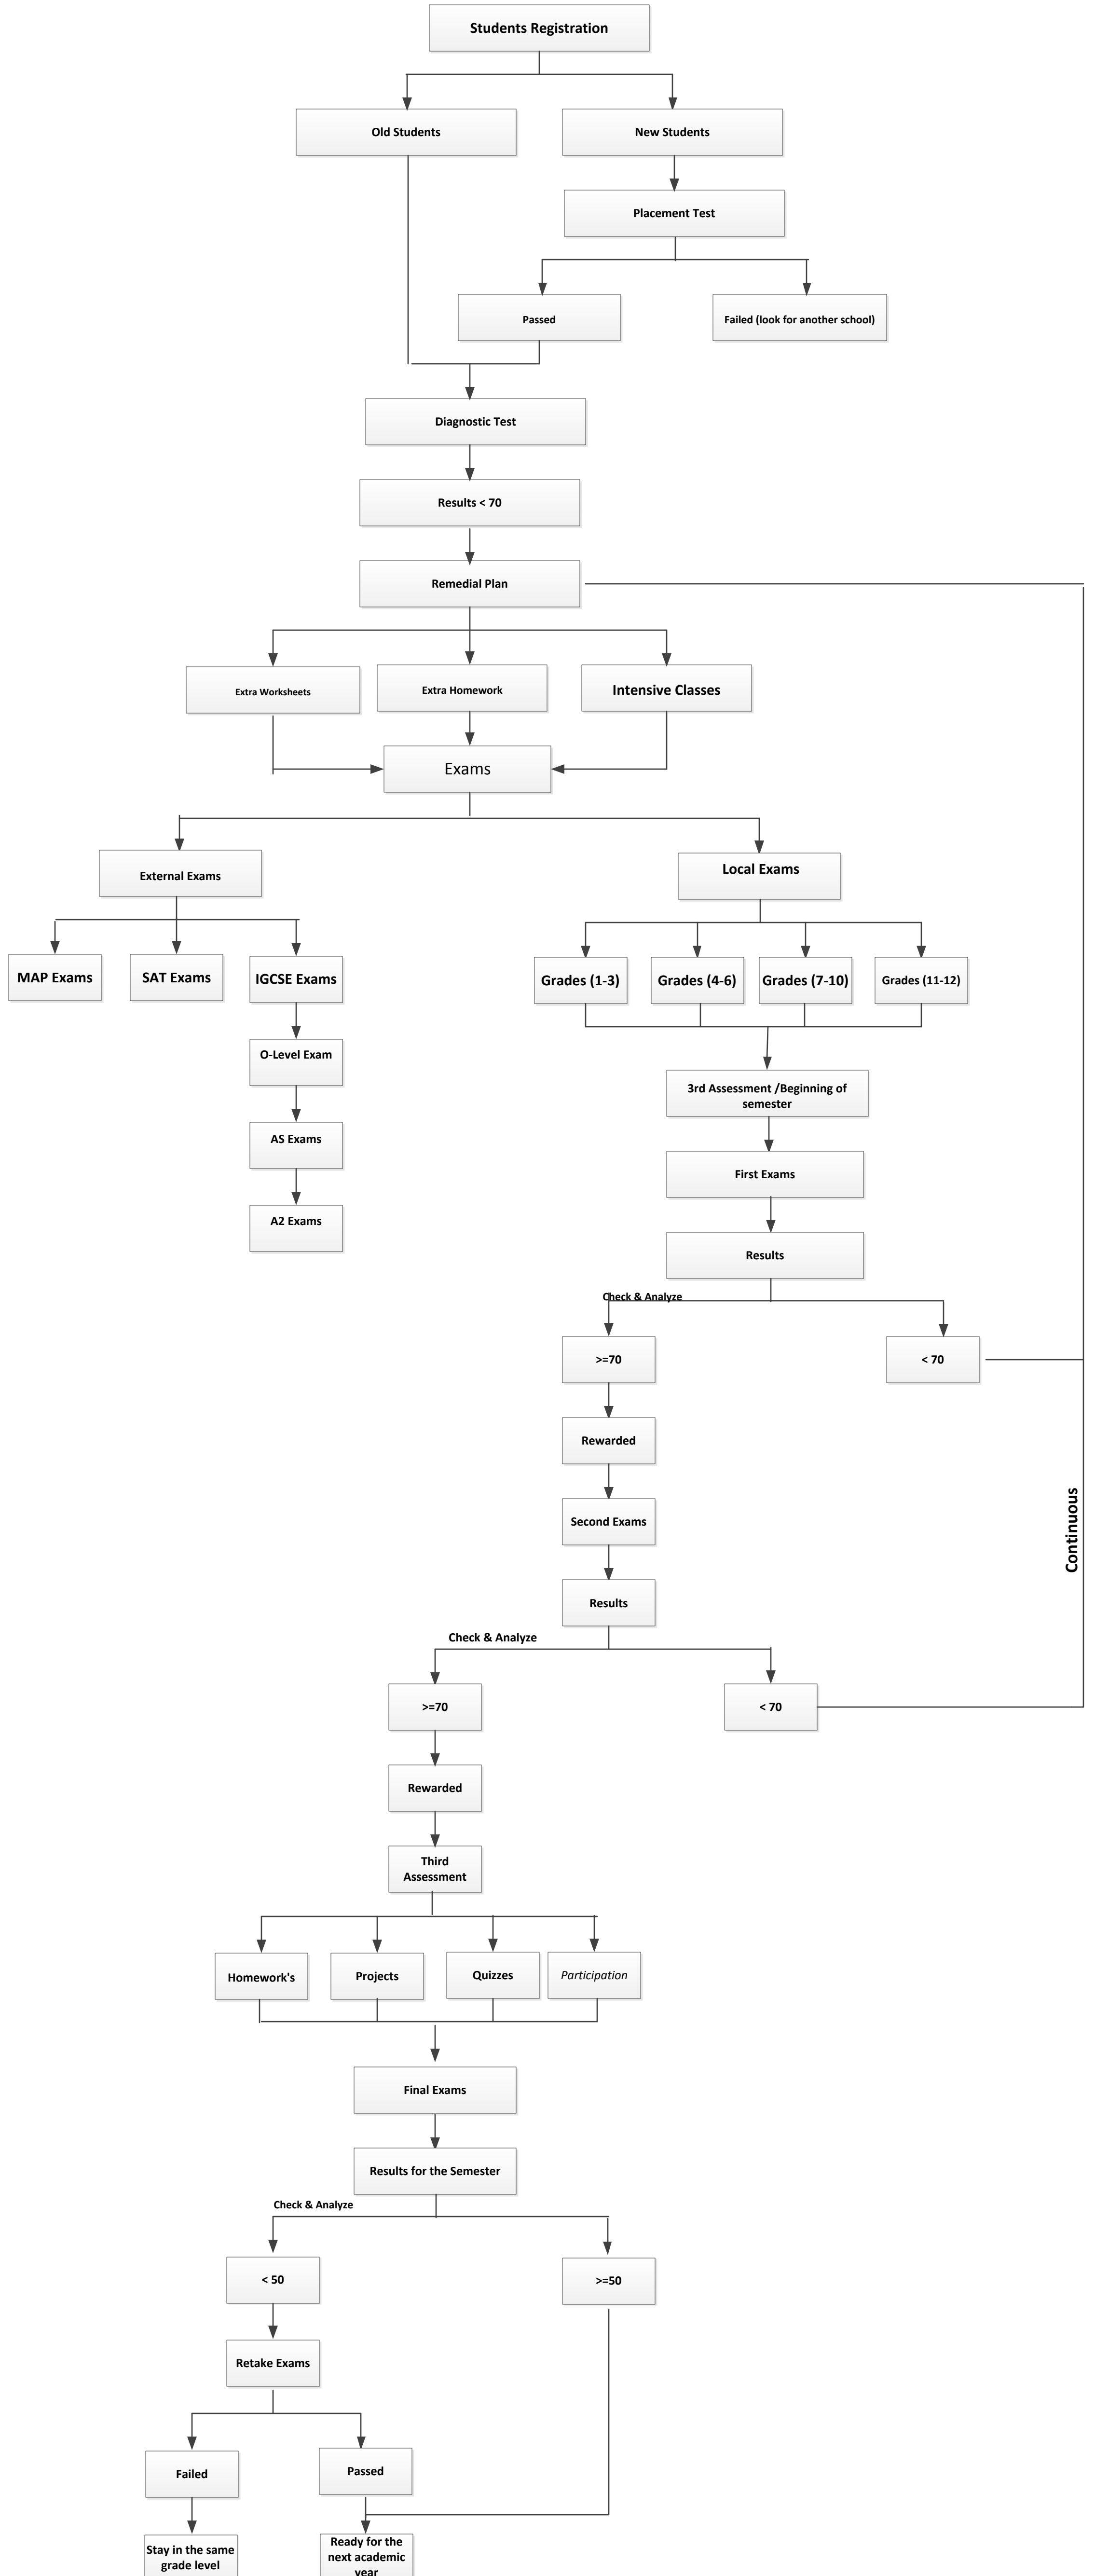 Students Registration
Old Students
New Students
Placement Test
Passed
Failed (look for another school)
Diagnostic Test
Results < 70
Remedial Plan
Extra Worksheets
Extra Homework
Intensive Classes
Exams
External Exams
Local Exams
MAP Exams
SAT Exams
IGCSE Exams
Grades (1-3)
Grades (4-6)
Grades (7-10)
Grades (11-12)
O-Level Exam
AS Exams
A2 Exams
3rd Assessment /Beginning of
semester
First Exams
Results
Check & Analyze
>=70
< 70
Rewarded
Second Exams
Continuous
Results
Check & Analyze
>=70
< 70
Rewarded
Third
Assessment
Homework's
Projects
Quizzes
Participation
Final Exams
Results for the Semester
Check & Analyze
< 50
>=50
Retake Exams
Failed
Passed
Stay in the same
grade level
Ready for the
next academic
year